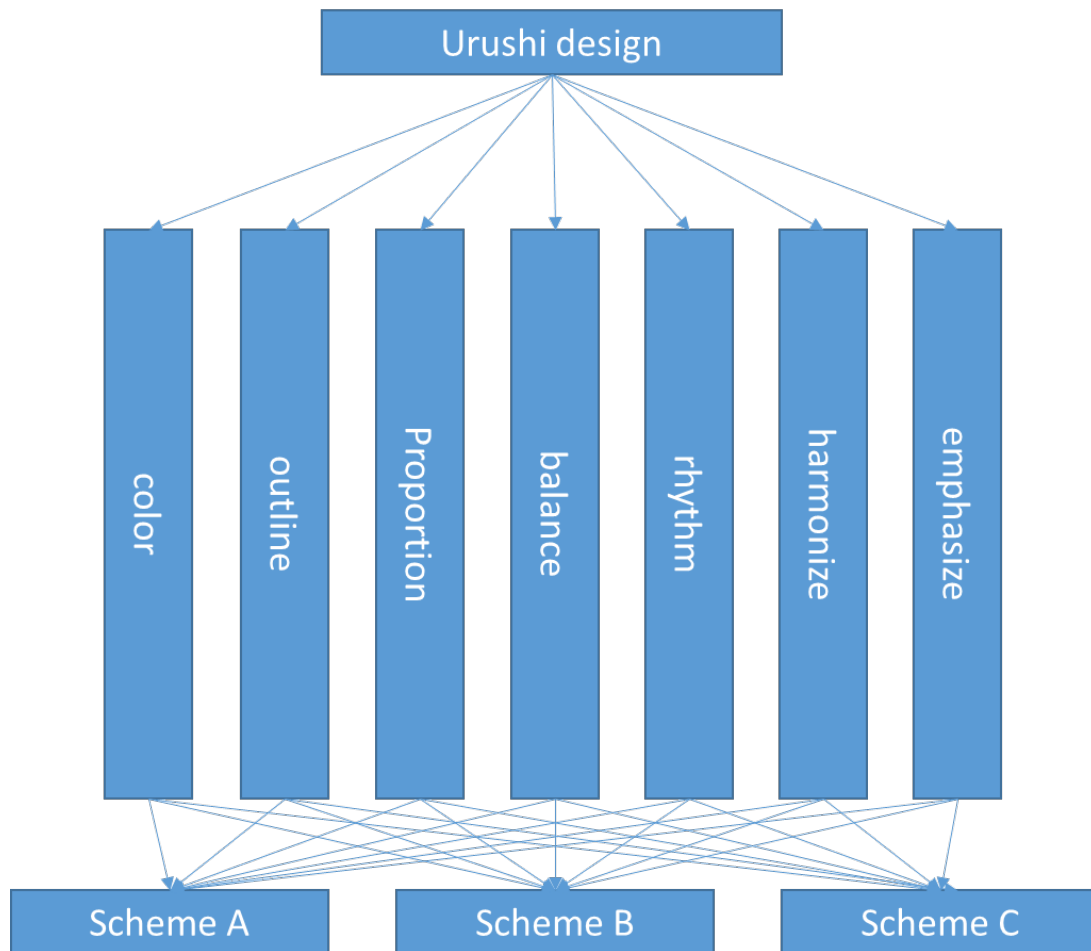 Urushi design
color
outline
Proportion
balance
rhythm
harmonize
emphasize
Scheme A
Scheme B
Scheme C